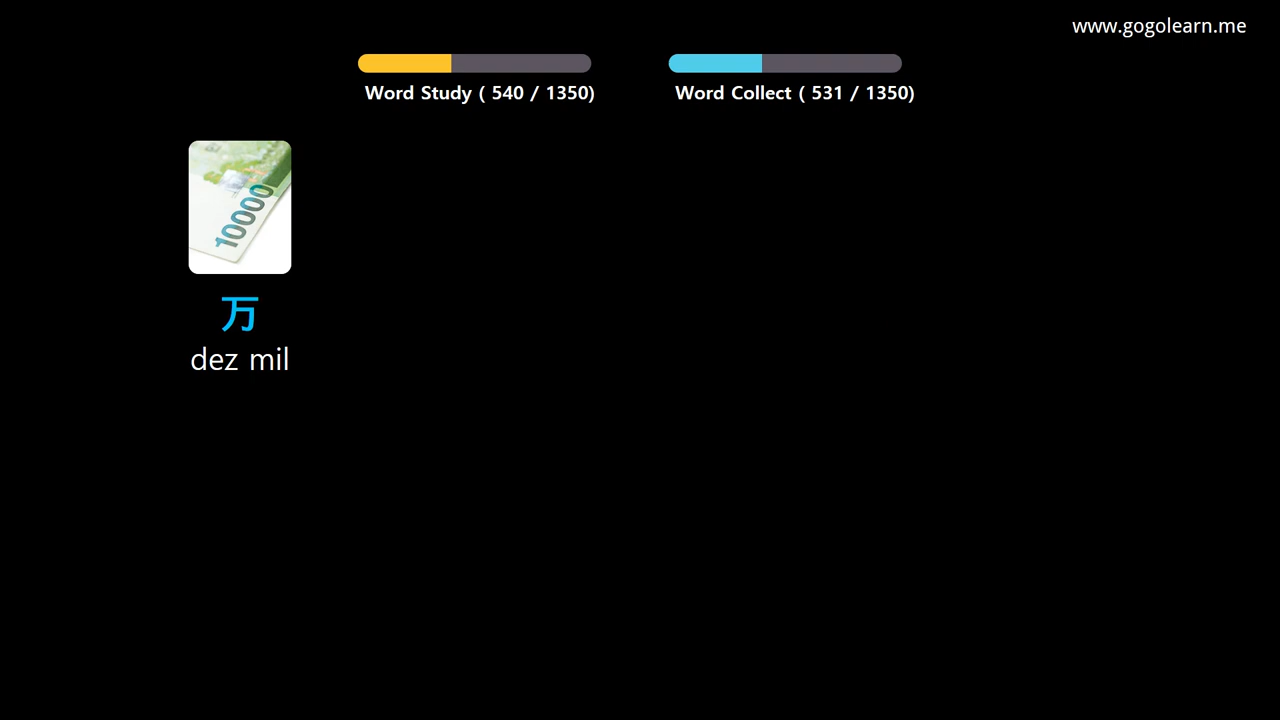 www.gogolearn.me
Word Study ( 540 / 1350)
Word Collect ( 531 / 1350)
10000
万
dez mil